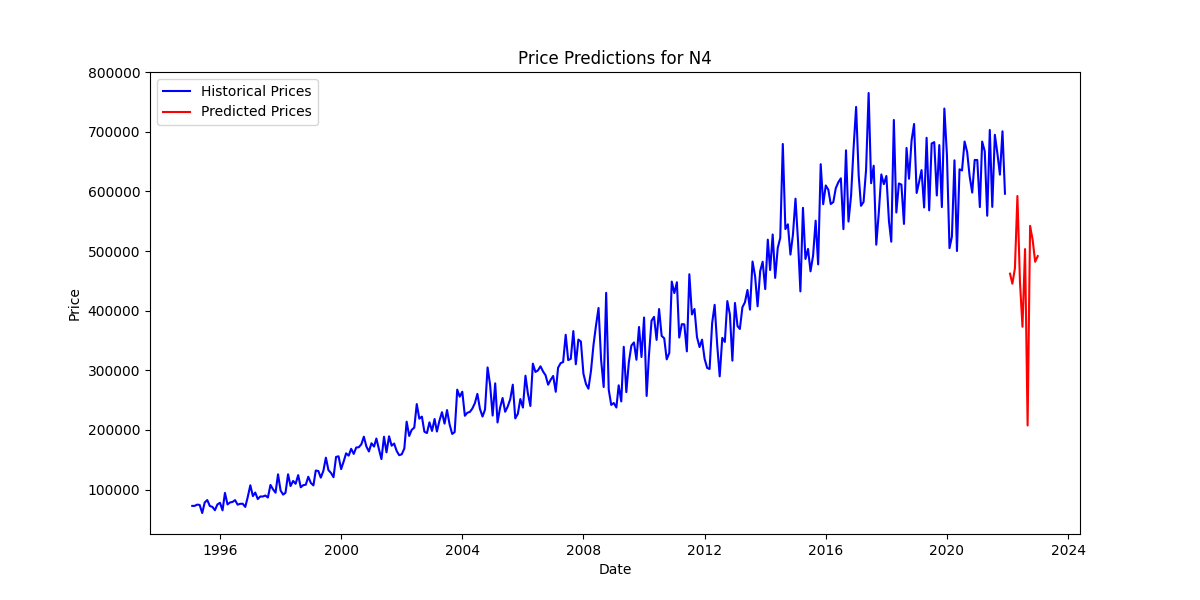 Price Predictions for N4
Historical Prices
Predicted Prices
Price
800000
700000
600000
500000
400000
300000
200000
100000
1996 2000 2004 2008 2012 2016 2020 2024
Date